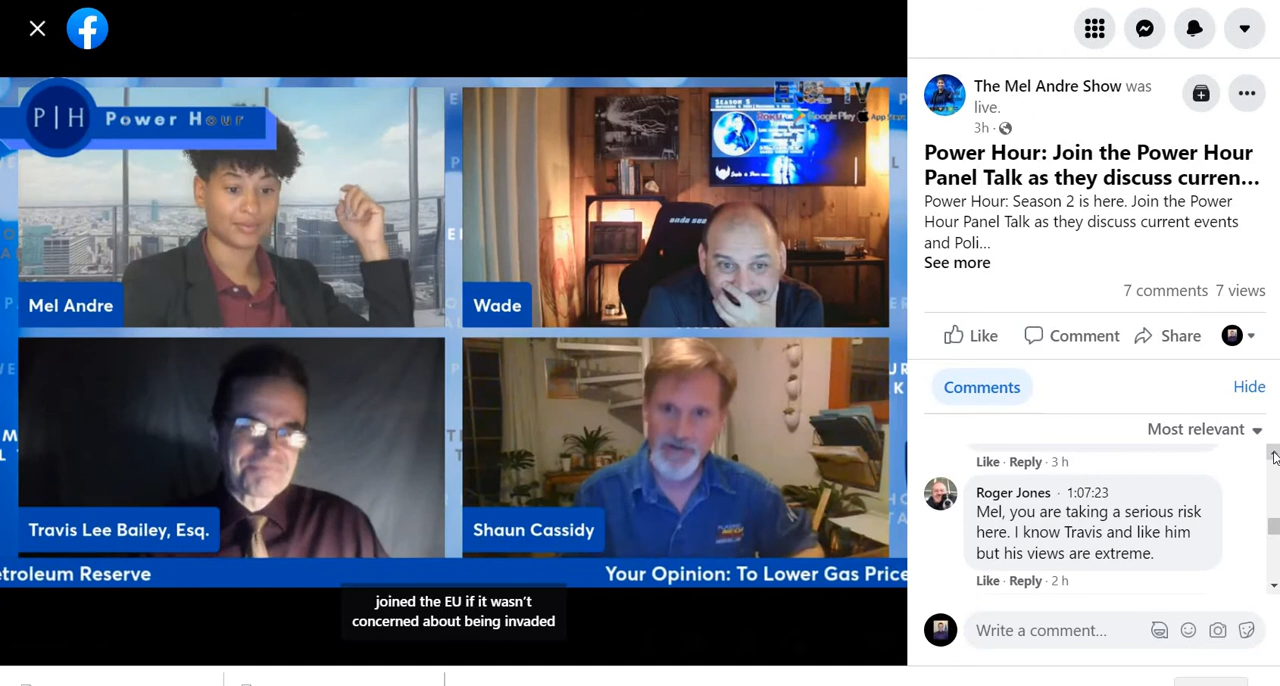 P|H Power Hour
SEASON 5
Google Play
Mel Andre
Wade
Travis Lee Bailey, Esq.
Shaun Cassidy
etroleum Reserve
Your Opinion: To Lower Gas Price
joined the EU if it wasn't
concerned about being invaded
The Mel Andre Show was
live.
3h ·
Power Hour: Join the Power Hour
Panel Talk as they discuss curren...
Power Hour: Season 2 is here. Join the Power
Hour Panel Talk as they discuss current events
and Poli...
See more
7 comments 7 views
Like Comment Share
Comments Hide
Most relevant
Like · Reply · 3 h
Roger Jones · 1:07:23
Mel, you are taking a serious risk
here. I know Travis and like him
but his views are extreme.
Like · Reply · 2 h
Write a comment...